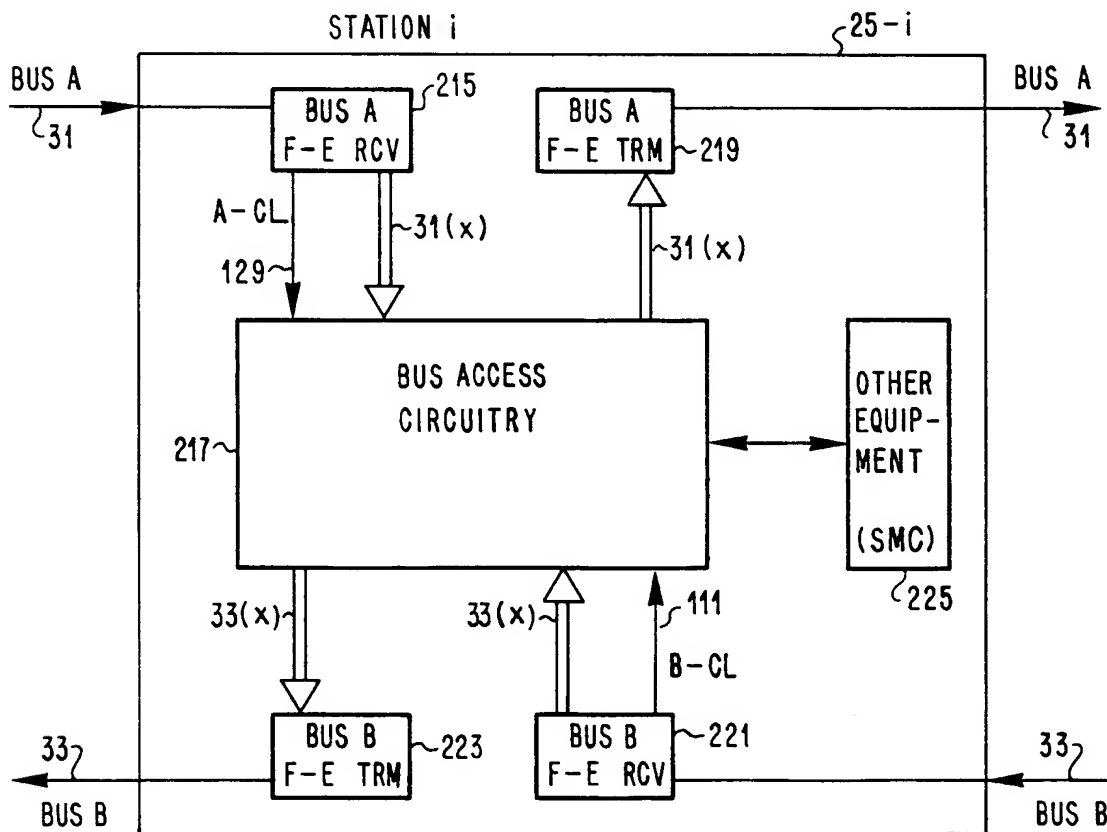 STATION i
25-i
BUS A
31
BUS A
F-E RCV
215
BUS A
F-E TRM
219
BUS A
31
A-CL
129
31(x)
31(x)
BUS ACCESS
CIRCUITRY
217
OTHER
EQUIP-
MENT
(SMC)
225
33(x)
33(x)
111
B-CL
BUS B
F-E TRM
223
BUS B
F-E RCV
221
33
BUS B
33
BUS B